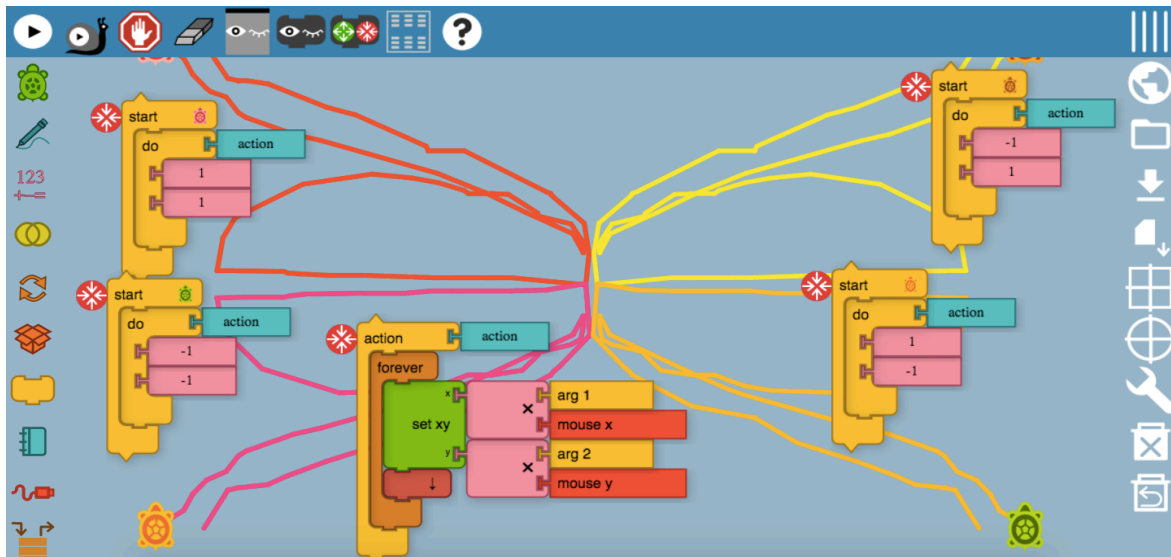 ?
123
+−=
start
do
action
1
1
start
do
action
-1
1
start
do
action
-1
-1
start
do
action
1
-1
action
action
forever
set xy
x
y
×
arg 1
mouse x
×
arg 2
mouse y